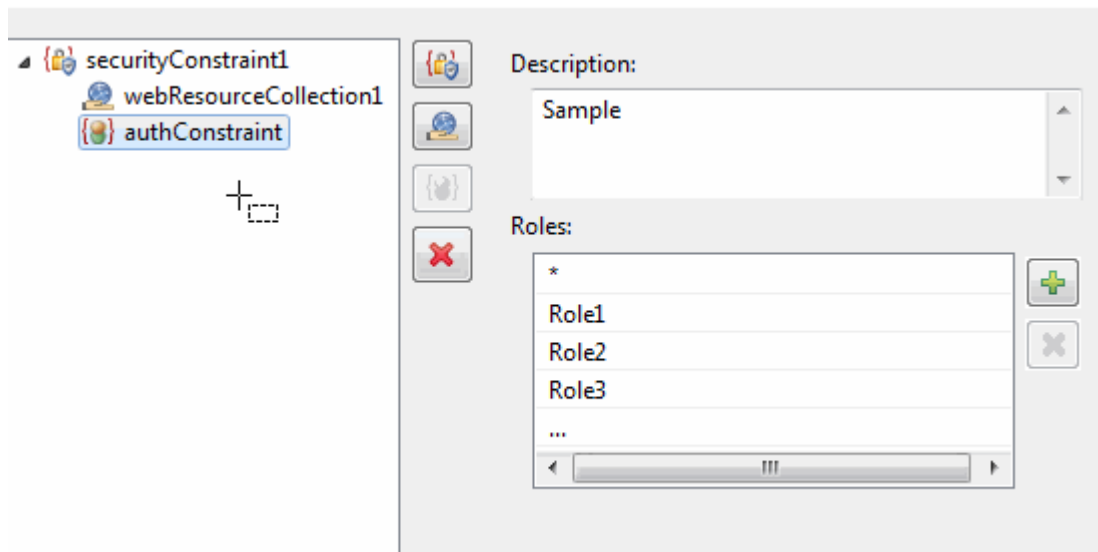 securityConstraint1
webResourceCollection1
authConstraint
Description:
Sample
Roles:
*
Role1
Role2
Role3
...